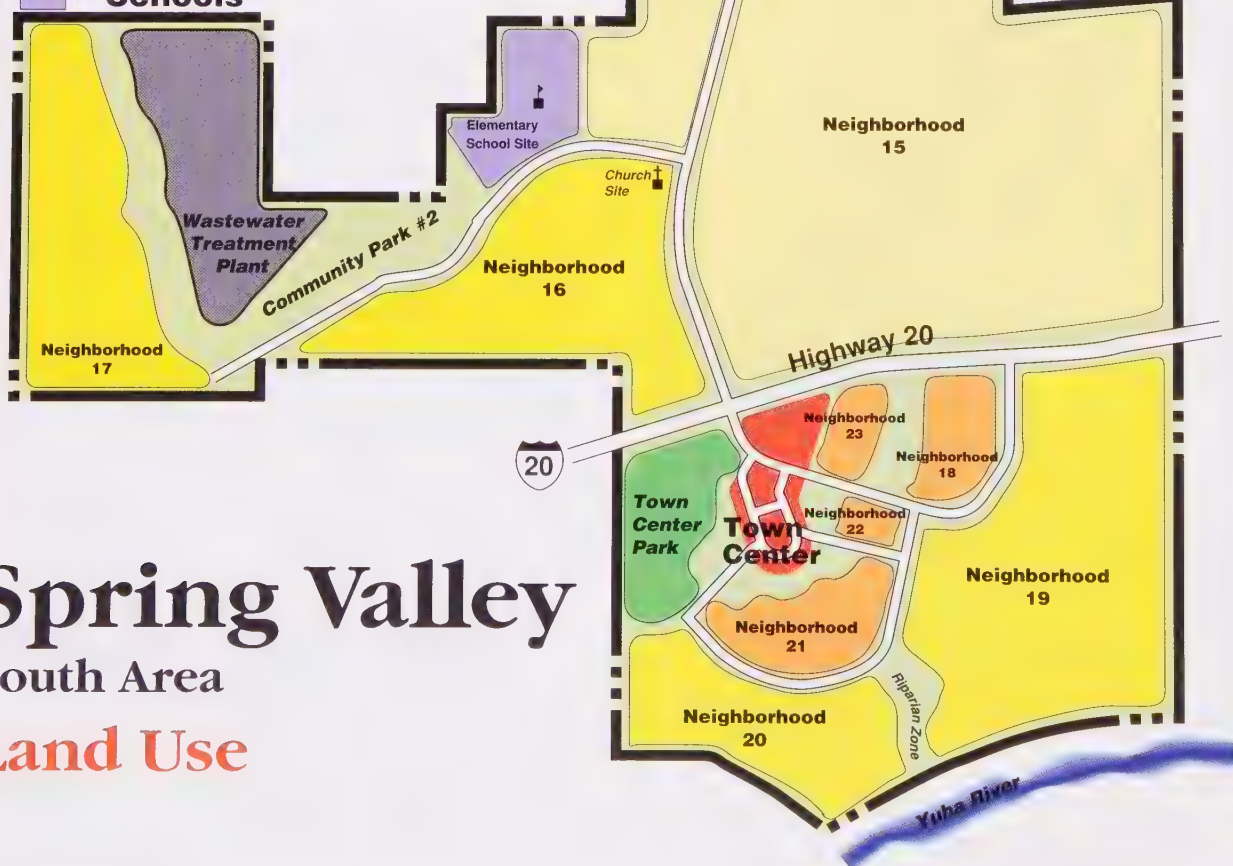 Schools
Elementary
School Site
Church
Site
Neighborhood
15
Wastewater
Treatment
Plant
Community Park #2
Neighborhood
16
Neighborhood
17
Highway 20
20
Neighborhood
23
Neighborhood
18
Town
Center
Park
Town
Center
Neighborhood
22
Neighborhood
19
Neighborhood
21
Riparian Zone
Neighborhood
20
Yuba River
Spring Valley
outh Area
Land Use